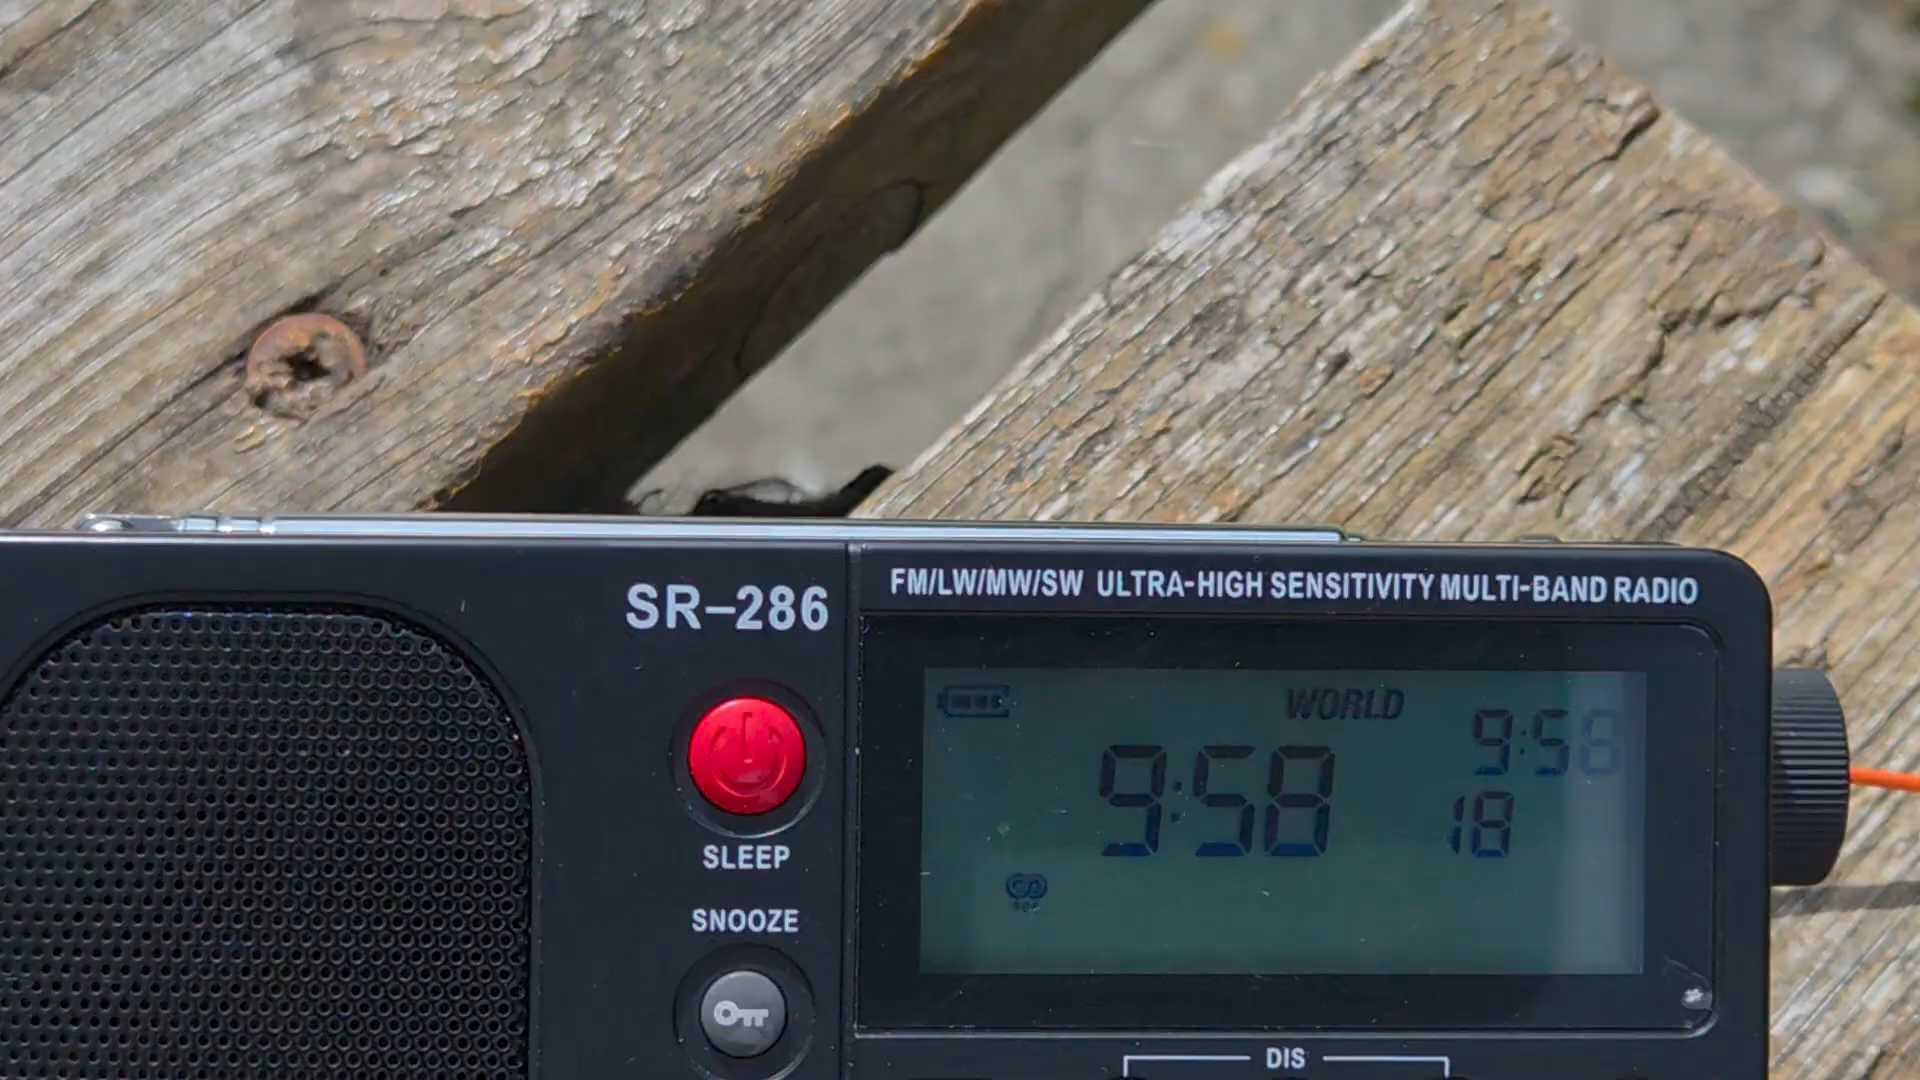 SR-286
FM/LW/MW/SW ULTRA-HIGH SENSITIVITY MULTI-BAND RADIO
WORLD
9:58
9:58
18
SLEEP
SNOOZE
DIS